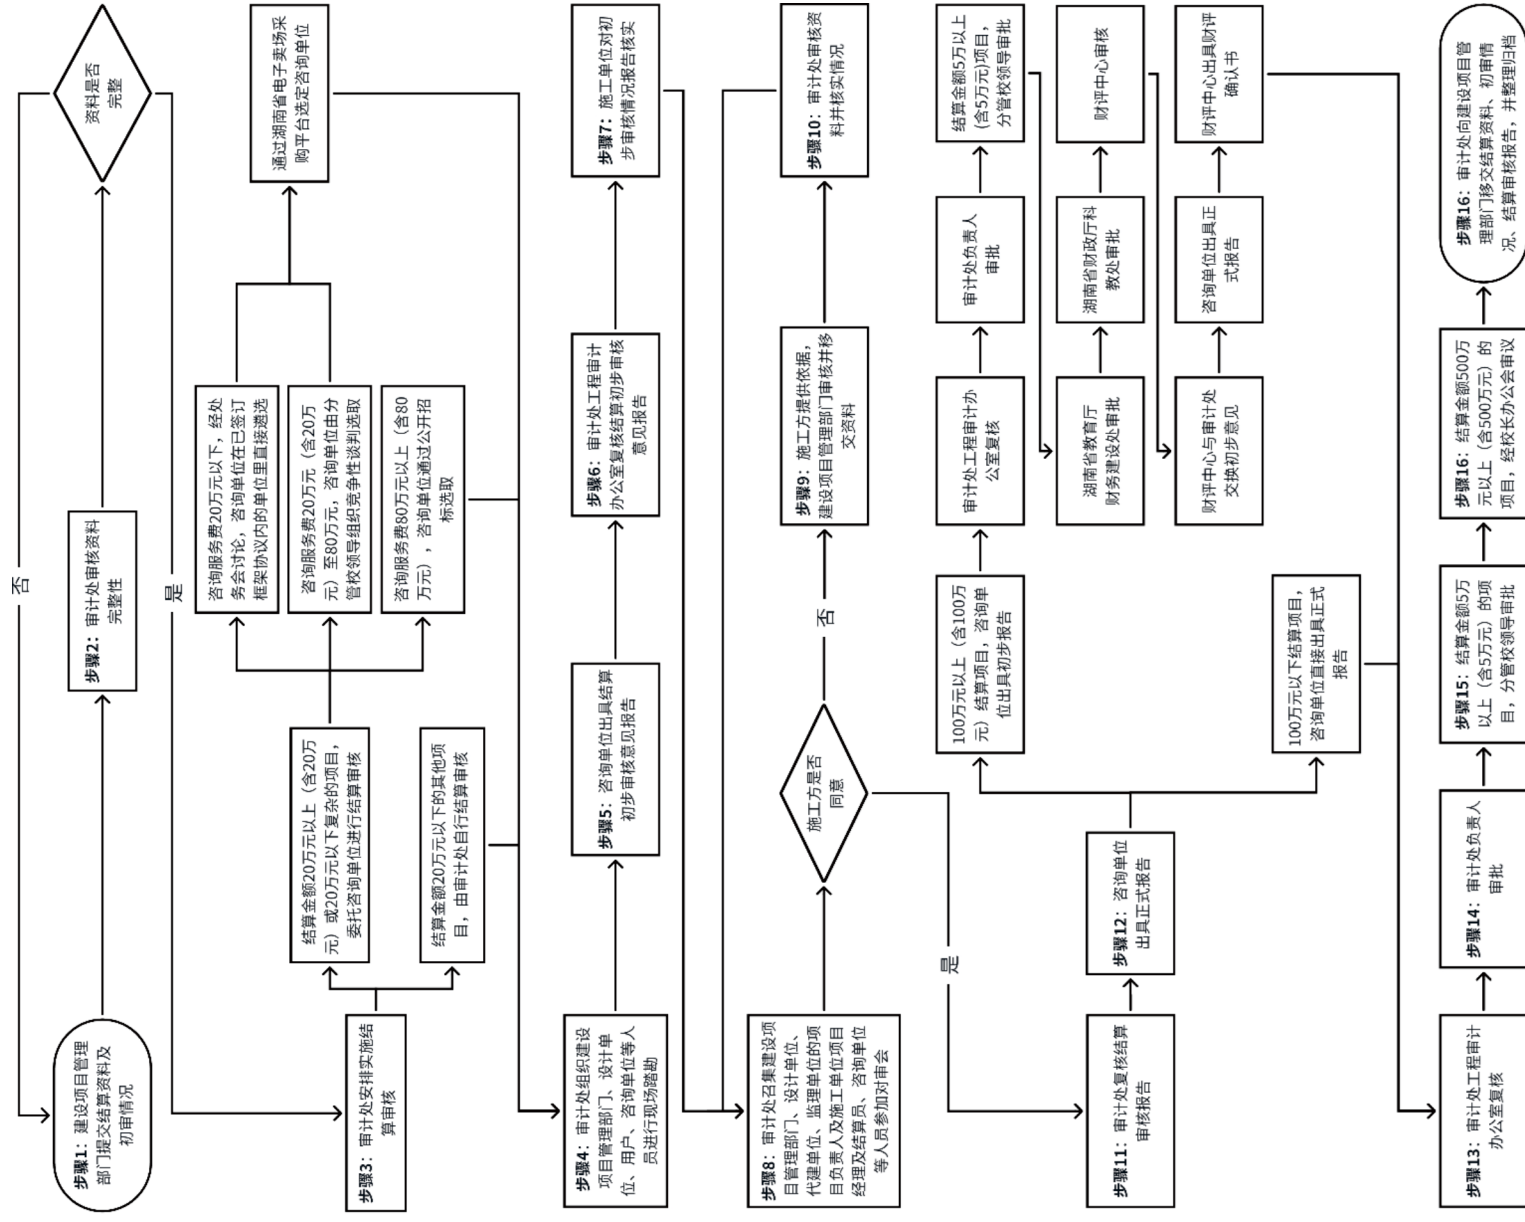 步骤1：建设项目管理
部门提交结算资料及
初审情况
步骤2：审计处审核资料
完整性
资料是否
完整
否
是
步骤3：审计处安排实施结
算审核
结算金额20万元以上（含20万
元）或20万元以下复杂的项目，
委托咨询单位进行结算审核
结算金额20万元以下的其他项
目，由审计处自行结算审核
咨询服务费20万元以下，经处
务会讨论，咨询单位在已签订
框架协议内的单位里直接遴选
咨询服务费20万元（含20万
元）至80万元，咨询单位由分
管校领导组织竞争性谈判选取
咨询服务费80万元以上（含80
万元），咨询单位通过公开招
标选取
通过湖南省电子卖场采
购平台选定咨询单位
步骤4：审计处组织建设
项目管理部门、设计单
位、用户、咨询单位等人
员进行现场踏勘
步骤5：咨询单位出具结算
初步审核意见报告
步骤6：审计处工程审计
办公室复核结算初步审核
意见报告
步骤7：施工单位对初
步审核情况报告核实
步骤8：审计处召集建设项
目管理部门、设计单位、
代建单位、监理单位的项
目负责人及施工单位项目
经理及结算员、咨询单位
等人员参加对审会
施工方是否
同意
否
步骤9：施工方提供依据，
建设项目管理部门审核并移
交资料
步骤10：审计处审核资
料并核实情况
是
步骤11：审计处复核结算
审核报告
步骤12：咨询单位
出具正式报告
100万元以上（含100万
元）结算项目，咨询单
位出具初步报告
审计处工程审计办
公室复核
审计处负责人
审批
结算金额5万以上
(含5万元)项目，
分管校领导审批
湖南省教育厅
财务建设处审批
湖南省财政厅科
教处审批
财评中心审核
财评中心与审计处
交换初步意见
咨询单位出具正
式报告
财评中心出具财评
确认书
100万元以下结算项目，
咨询单位直接出具正式
报告
步骤13：审计处工程审计
办公室复核
步骤14：审计处负责人
审批
步骤15：结算金额5万
以上（含5万元）的项
目，分管校领导审批
步骤16：结算金额500万
元以上（含500万元）的
项目，经校长办公会审议
步骤16：审计处向建设项目管
理部门移交结算资料、初审情
况、结算审核报告，并整理归档